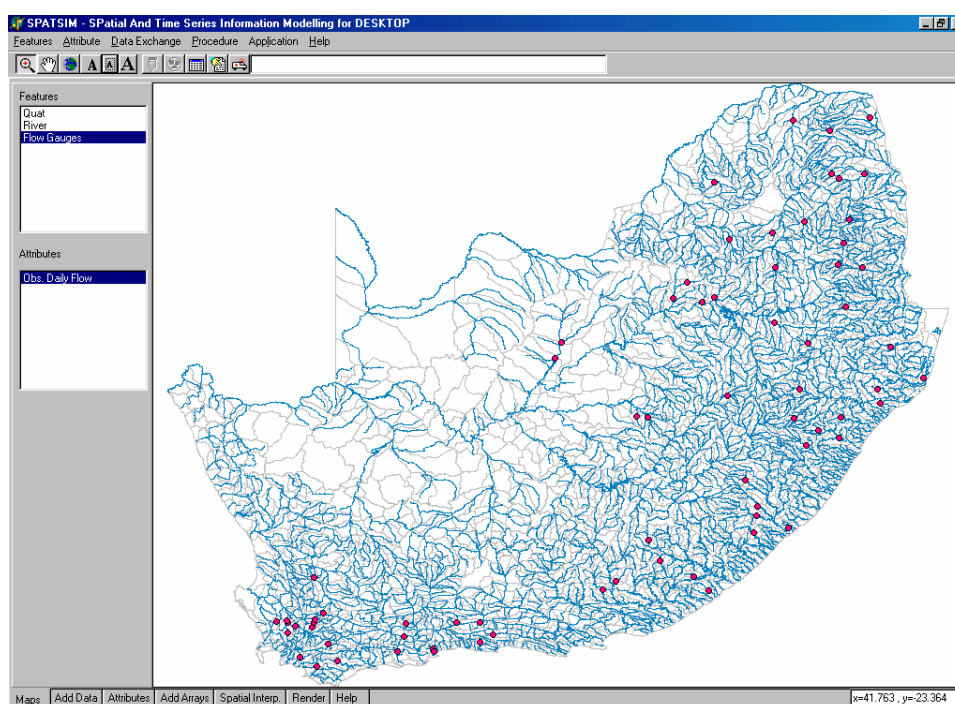 SPATSIM - SPatial And Time Series Information Modelling for DESKTOP
Features Attribute Data Exchange Procedure Application Help
A A A
Features
Quat
River
Flow Gauges
Attributes
Obs. Daily Flow
Maps Add Data Attributes Add Arrays Spatial Interp. Render Help
x=41.763 , y=-23.364